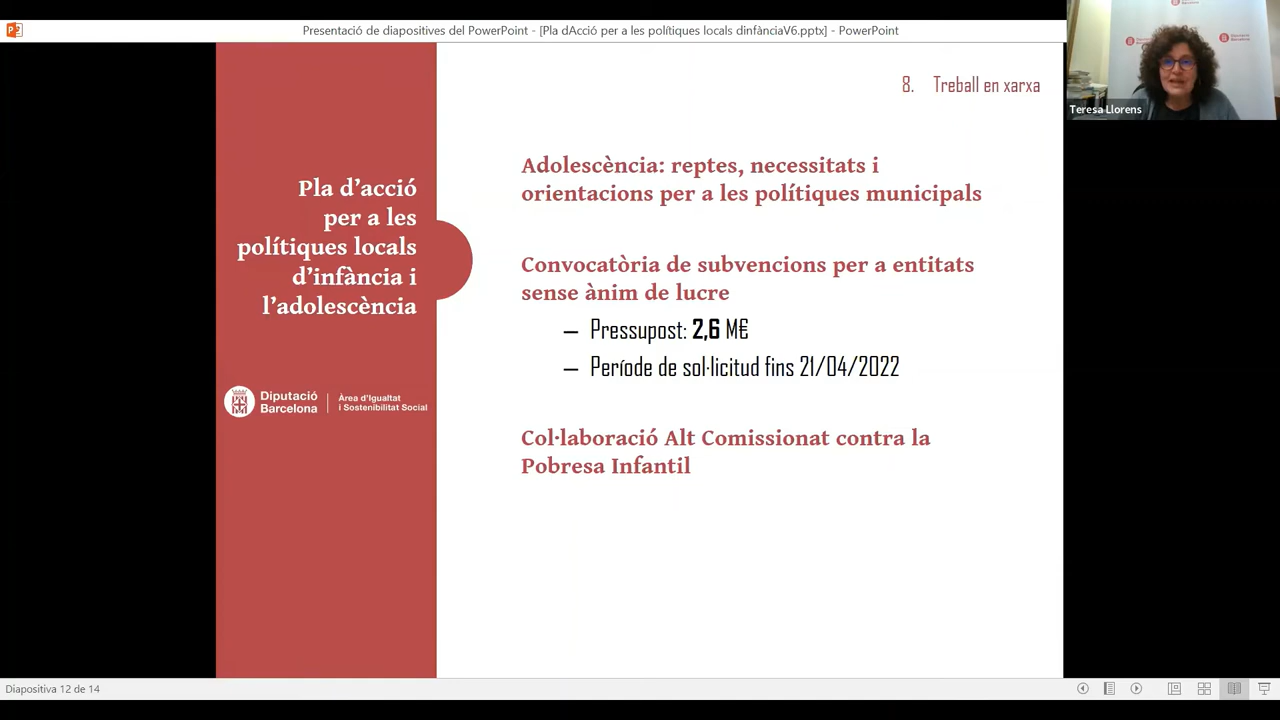 Presentació de diapositives del PowerPoint - [Pla dAcció per a les polítiques locals dinfànciaV6.pptx] - PowerPoint
8. Treball en xarxa
Teresa Llorens
Pla d’acció
per a les
polítiques locals
d’infància i
l’adolescència
Diputació
Barcelona
Àrea d'Igualtat
i Sostenibilitat Social
Adolescència: reptes, necessitats i
orientacions per a les polítiques municipals
Convocatòria de subvencions per a entitats
sense ànim de lucre
– Pressupost: 2,6 M€
– Període de sol·licitud fins 21/04/2022
Col·laboració Alt Comissionat contra la
Pobresa Infantil
Diapositiva 12 de 14